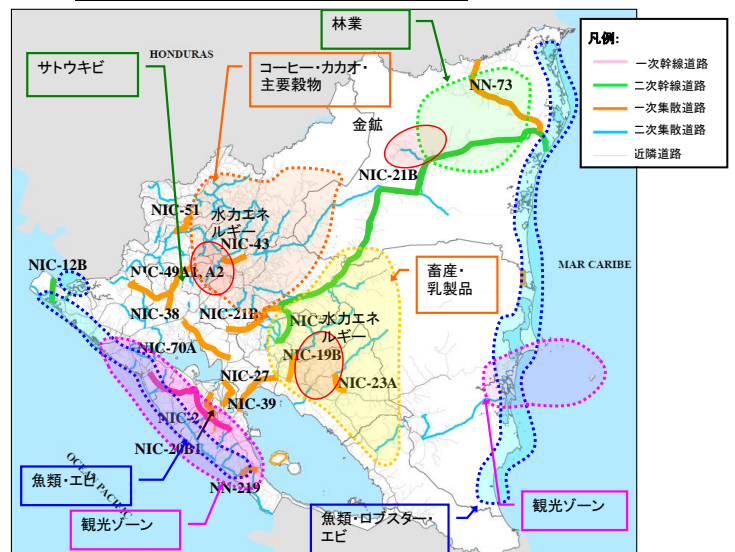 林業
HONDURAS
サトウキビ
コーヒー・カカオ・
主要穀物
凡例:
一次幹線道路
二次幹線道路
一次集散道路
二次集散道路
近隣道路
NN-73
金鉱
NIC-21B
NIC-51
水力エネ
ルギー
NIC-43
NIC-12B
NIC-49A1, A2
畜産・
乳製品
MAR CARIBE
NIC-38
NIC-21B
NIC-
水力エネ
ルギー
NIC-70A
NIC-19B
NIC-27
NIC-23A
NIC-39
NIC-2
NIC-20B1
OCEAN PACIFIC
魚類・エビ
NN-219
観光ゾーン
魚類・ロブスター・
エビ
観光ゾーン